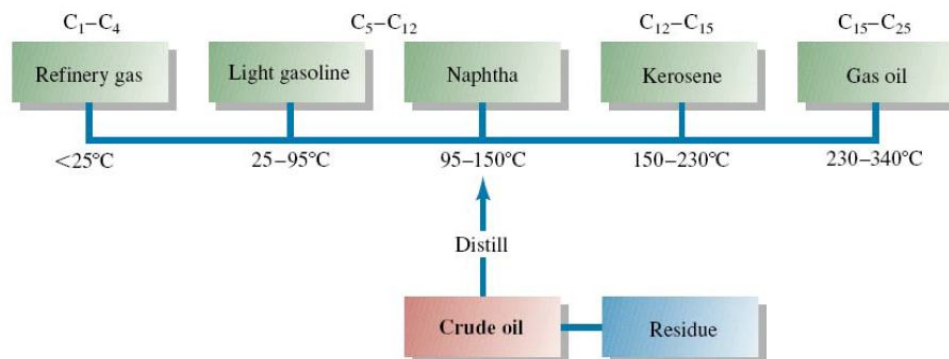 C₁–C₄ C₅–C₁₂ C₁₂–C₁₅ C₁₅–C₂₅
Refinery gas Light gasoline Naphtha Kerosene Gas oil
<25°C 25–95°C 95–150°C 150–230°C 230–340°C
Distill
Crude oil Residue